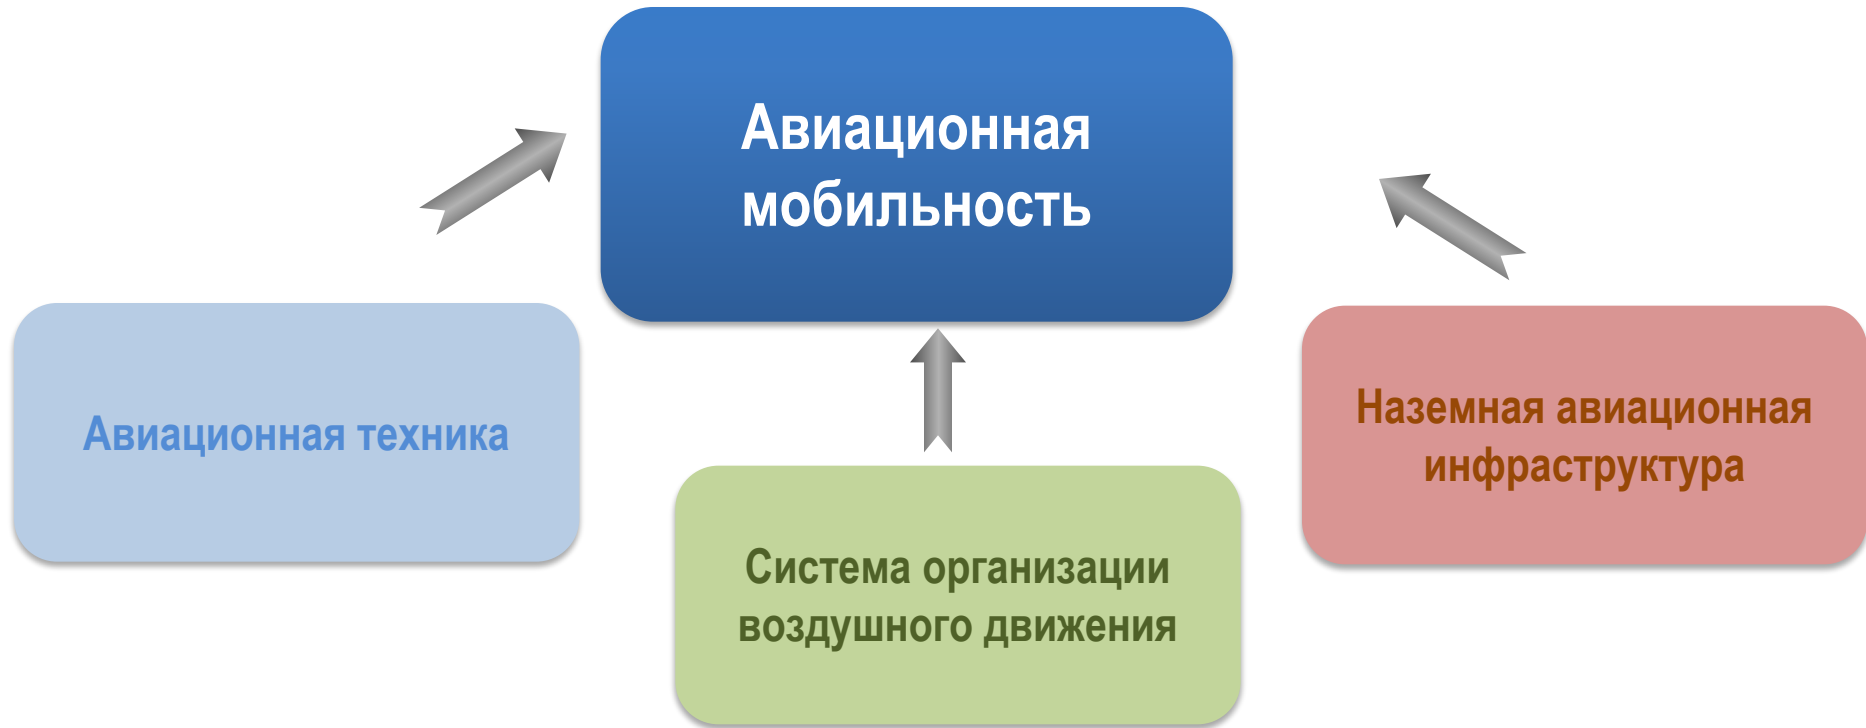 Авиационная
мобильность
Авиационная техника
Система организации
воздушного движения
Наземная авиационная
инфраструктура